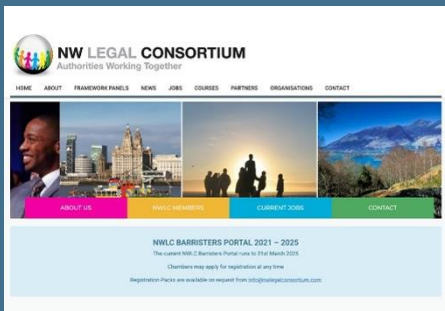 NW LEGAL CONSORTIUM
Authorities Working Together
HOME ABOUT FRAMEWORK PANELS NEWS JOBS COURSES PARTNERS ORGANISATIONS CONTACT
ABOUT US NWLC MEMBERS CURRENT JOBS CONTACT
NWLC BARRISTERS PORTAL 2021 – 2025
The current NWLC Barristers Portal runs to 31st March 2025
Chambers may apply for registration at any time
Registration Packs are available on request from info@nwlegalconsortium.com